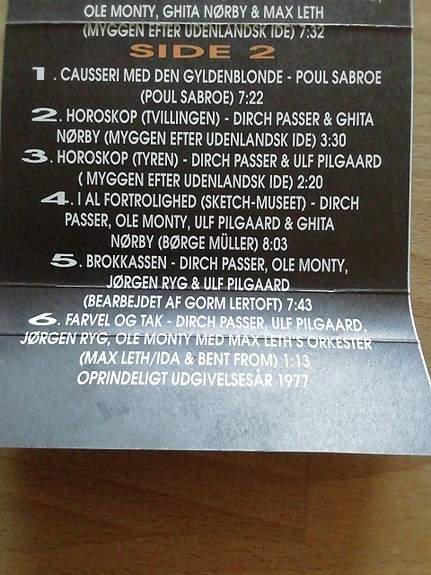 OLE MONTY, GHITA NØRBY & MAX LETH
(MYGGEN EFTER UDENLANDSK IDE) 7:32
SIDE 2
1. CAUSSERI MED DEN GYLDENBLONDE - POUL SABROE
(POUL SABROE) 7:22
2. HOROSKOP (TVILLINGEN) - DIRCH PASSER & GHITA
NØRBY (MYGGEN EFTER UDENLANDSK IDE) 3:30
3. HOROSKOP (TYREN) - DIRCH PASSER & ULF PILGAARD
( MYGGEN EFTER UDENLANDSK IDE) 2:20
4. I AL FORTROLIGHED (SKETCH-MUSEET) - DIRCH
PASSER, OLE MONTY, ULF PILGAARD & GHITA
NØRBY (BØRGE MÜLLER) 8:03
5. BROKKASSEN - DIRCH PASSER, OLE MONTY,
JØRGEN RYG & ULF PILGAARD
(BEARBEJDET AF GORM LERTOFT) 7:43
6. FARVEL OG TAK - DIRCH PASSER, ULF PILGAARD,
JØRGEN RYG, OLE MONTY MED MAX LETH'S ORKESTER
(MAX LETH/IDA & BENT FROM) 1:13
OPRINDELIGT UDGIVELSESÅR 1977